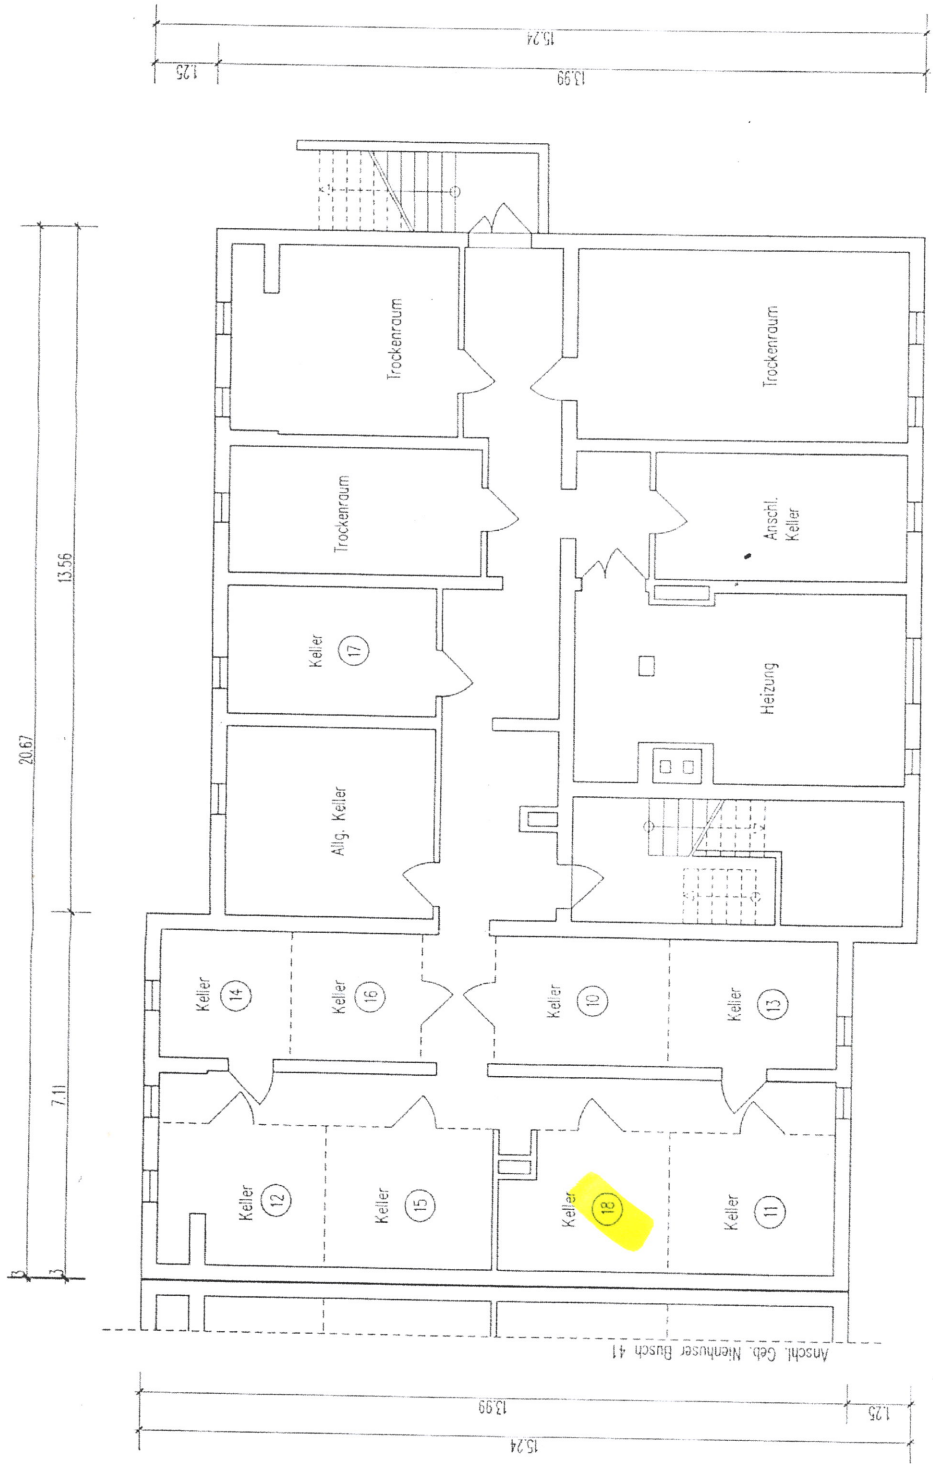 15.24
1.25
13.99
Trockenraum
Trockenraum
Trockenraum
Anschl.
Keller
13.56
Keller
17
20.67
Heizung
Allg. Keller
Keller
14
Keller
16
Keller
10
Keller
13
7.11
Keller
12
Keller
15
Keller
18
Keller
11
3
3
Anschl. Geb. Nienhuser Busch 41
13.99
1.25
15.24